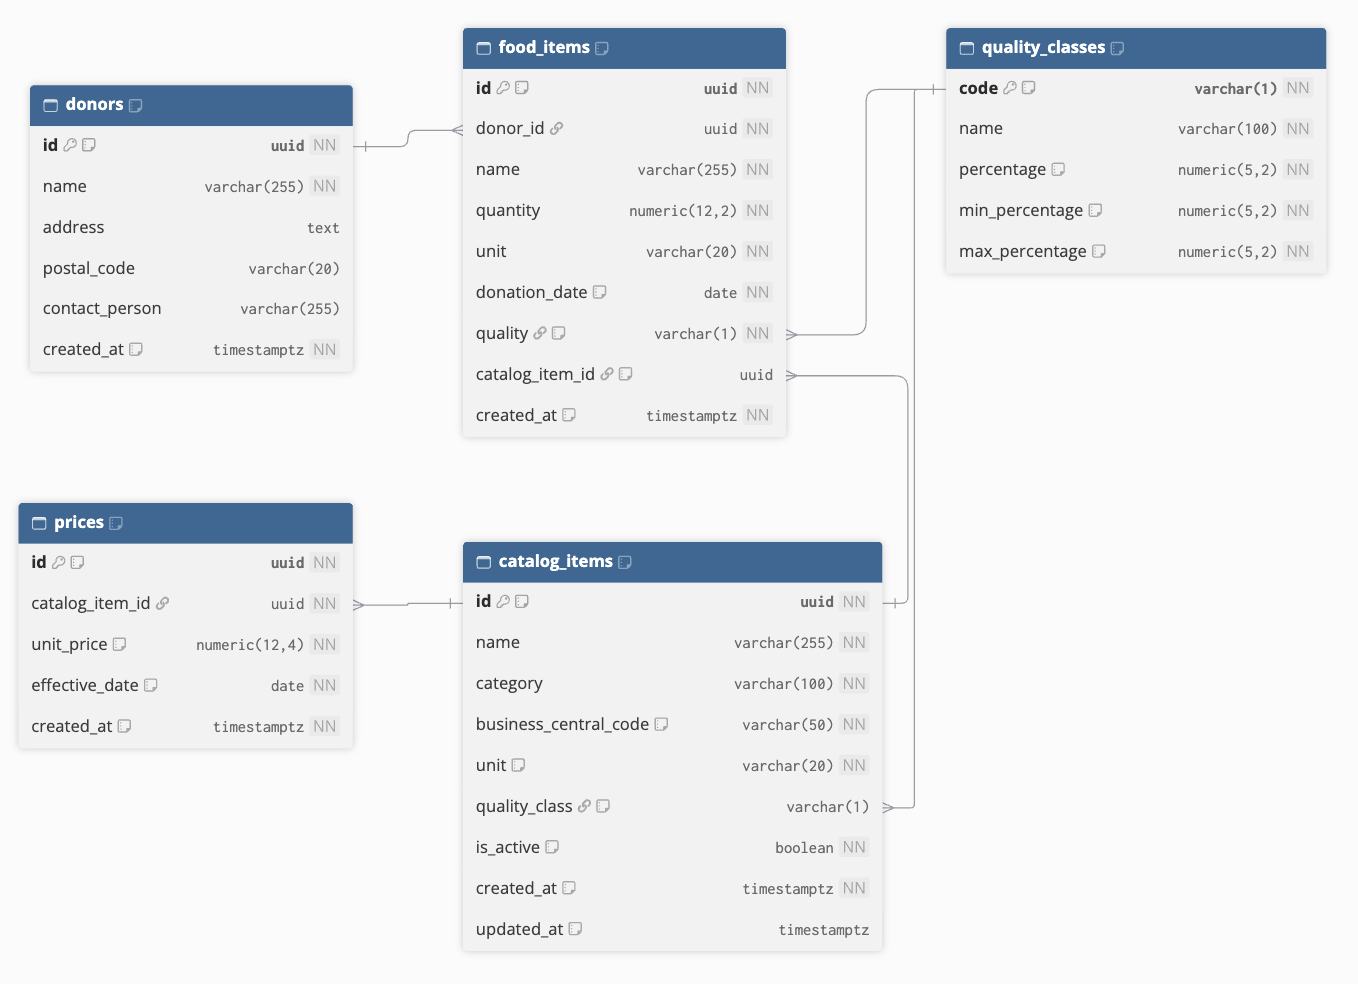 donors
id uuid NN
name varchar(255) NN
address text
postal_code varchar(20)
contact_person varchar(255)
created_at timestamptz NN
food_items
id uuid NN
donor_id uuid NN
name varchar(255) NN
quantity numeric(12,2) NN
unit varchar(20) NN
donation_date date NN
quality varchar(1) NN
catalog_item_id uuid
created_at timestamptz NN
quality_classes
code varchar(1) NN
name varchar(100) NN
percentage numeric(5,2) NN
min_percentage numeric(5,2) NN
max_percentage numeric(5,2) NN
prices
id uuid NN
catalog_item_id uuid NN
unit_price numeric(12,4) NN
effective_date date NN
created_at timestamptz NN
catalog_items
id uuid NN
name varchar(255) NN
category varchar(100) NN
business_central_code varchar(50) NN
unit varchar(20) NN
quality_class varchar(1)
is_active boolean NN
created_at timestamptz NN
updated_at timestamptz